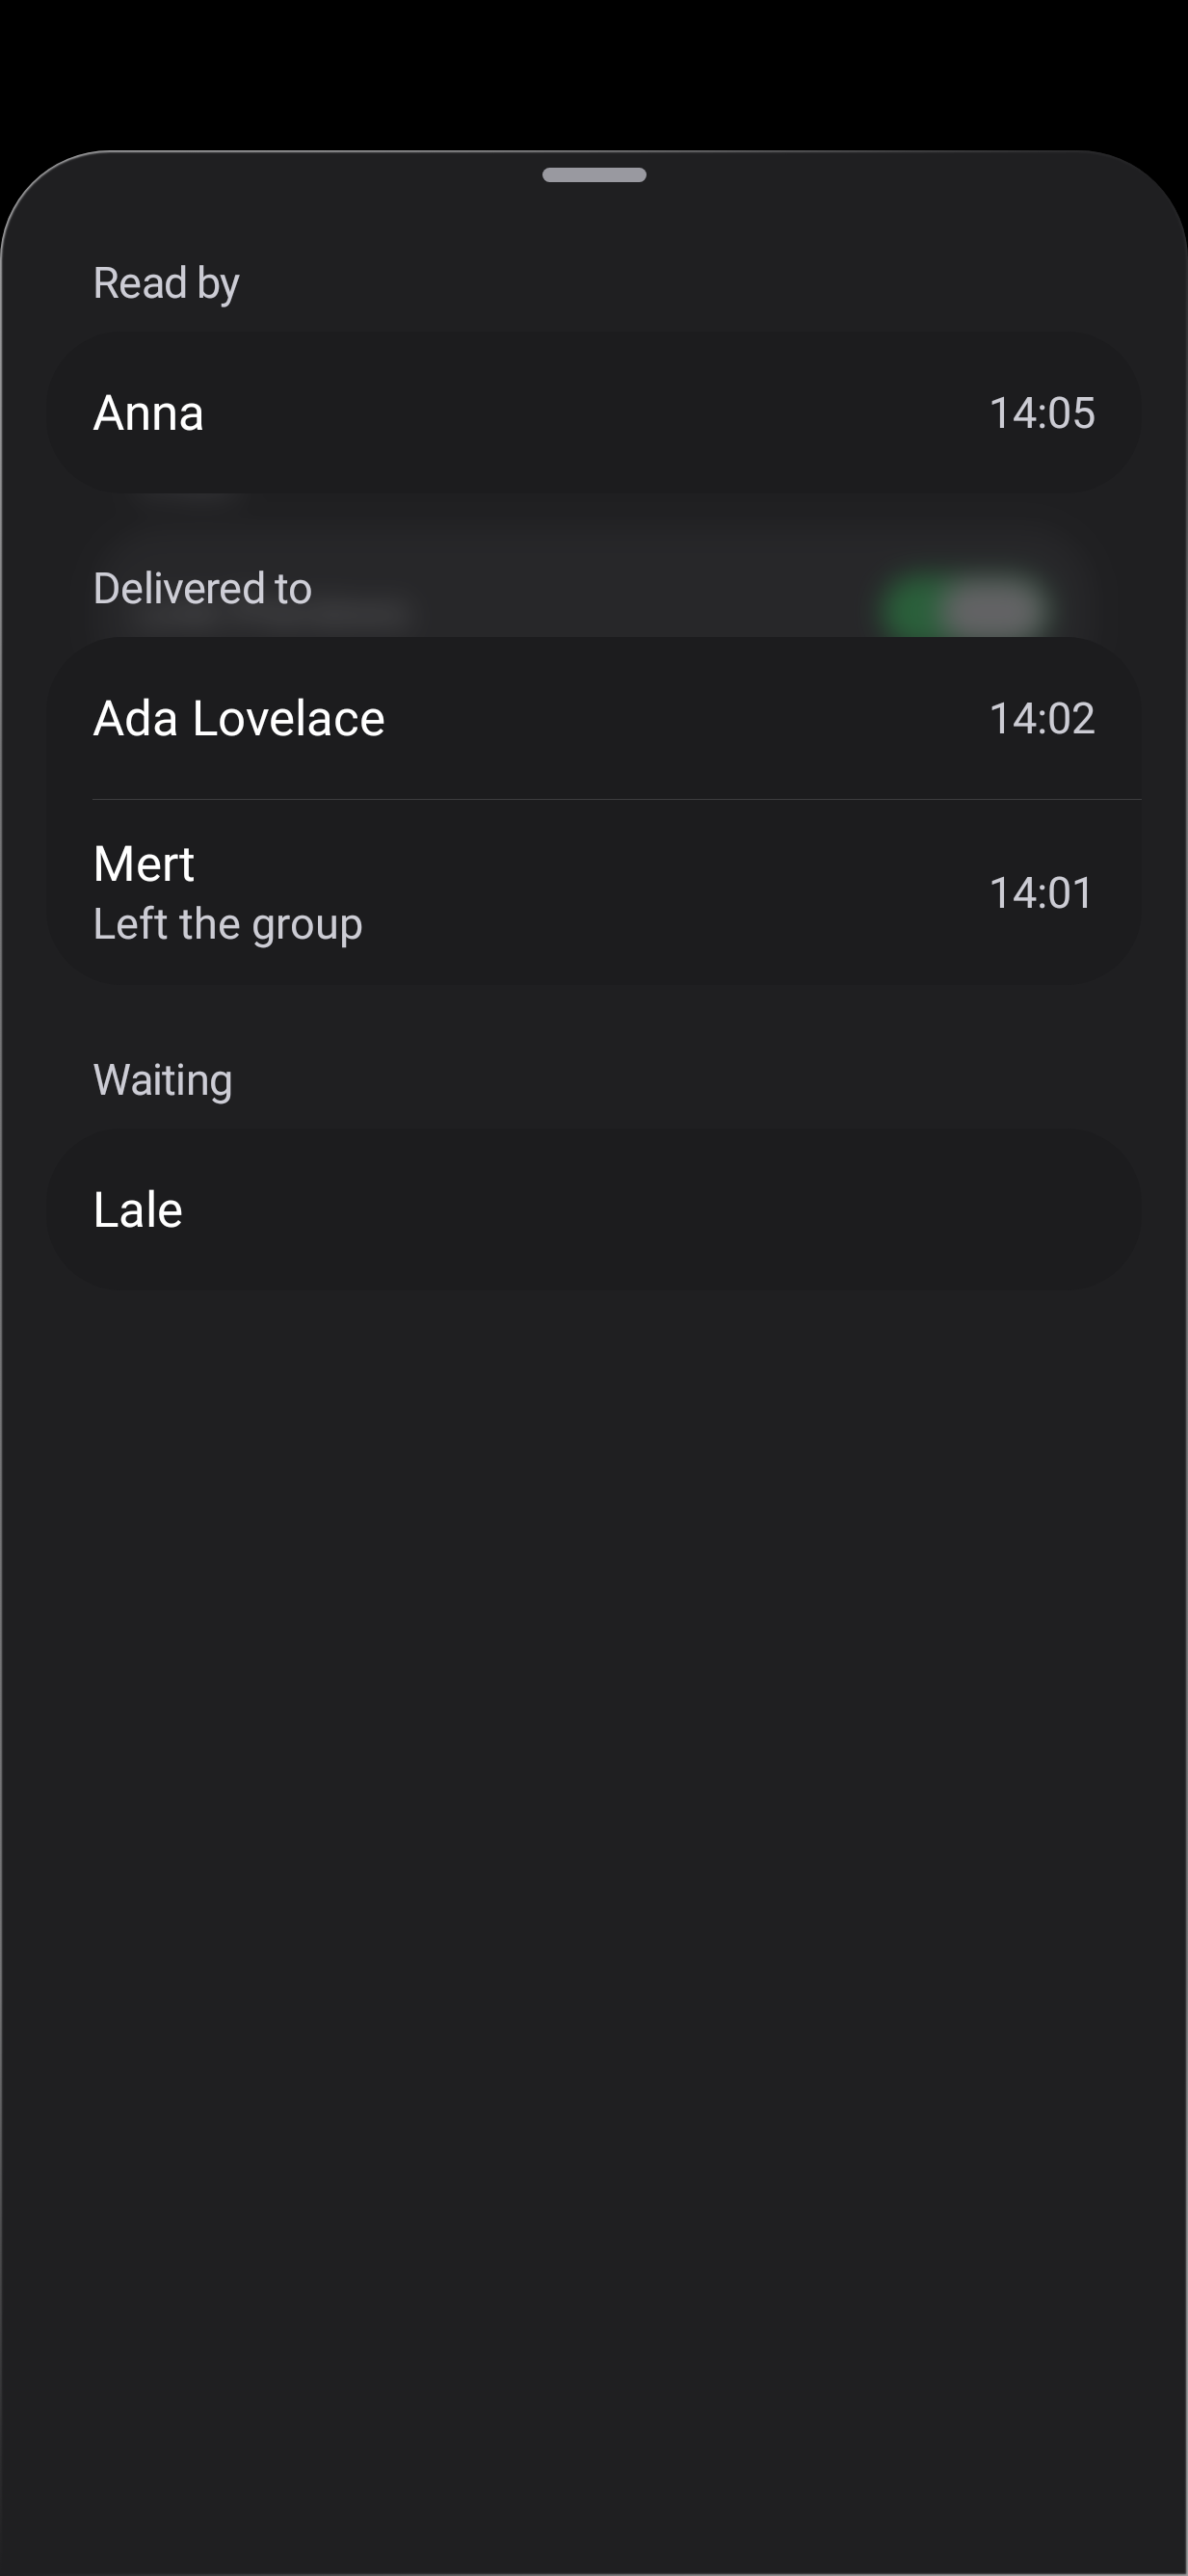 Read by
Anna 14:05
Delivered to
Ada Lovelace 14:02
Mert
Left the group
14:01
Waiting
Lale